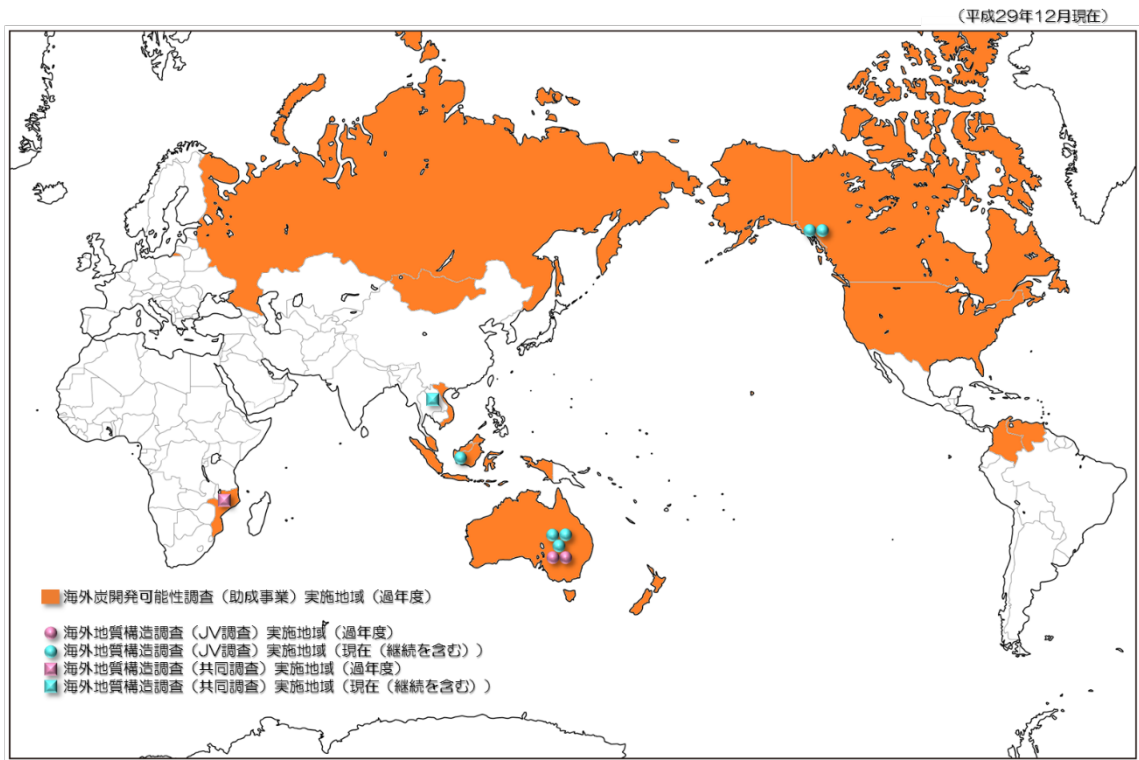 （平成29年12月現在）
海外炭開発可能性調査（助成事業）実施地域（過年度）
海外地質構造調査（JV調査）実施地域（過年度）
海外地質構造調査（JV調査）実施地域（現在（継続を含む））
海外地質構造調査（共同調査）実施地域（過年度）
海外地質構造調査（共同調査）実施地域（現在（継続を含む））